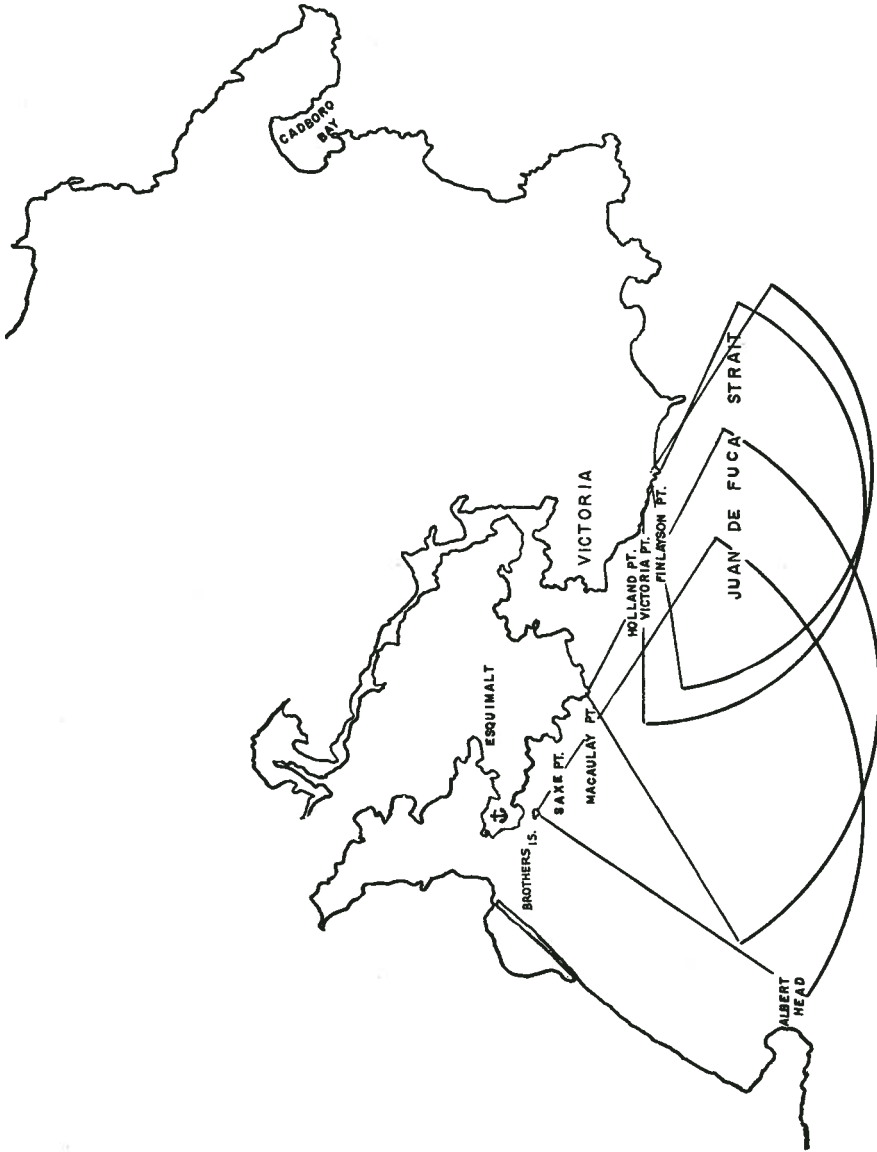 CADBORO
BAY
VICTORIA
ESQUIMALT
HOLLAND PT.
VICTORIA PT.
FINLAYSON PT.
SAXE PT.
MACAULAY PT.
BROTHERS IS.
JUAN DE FUCA STRAIT
ALBERT
HEAD